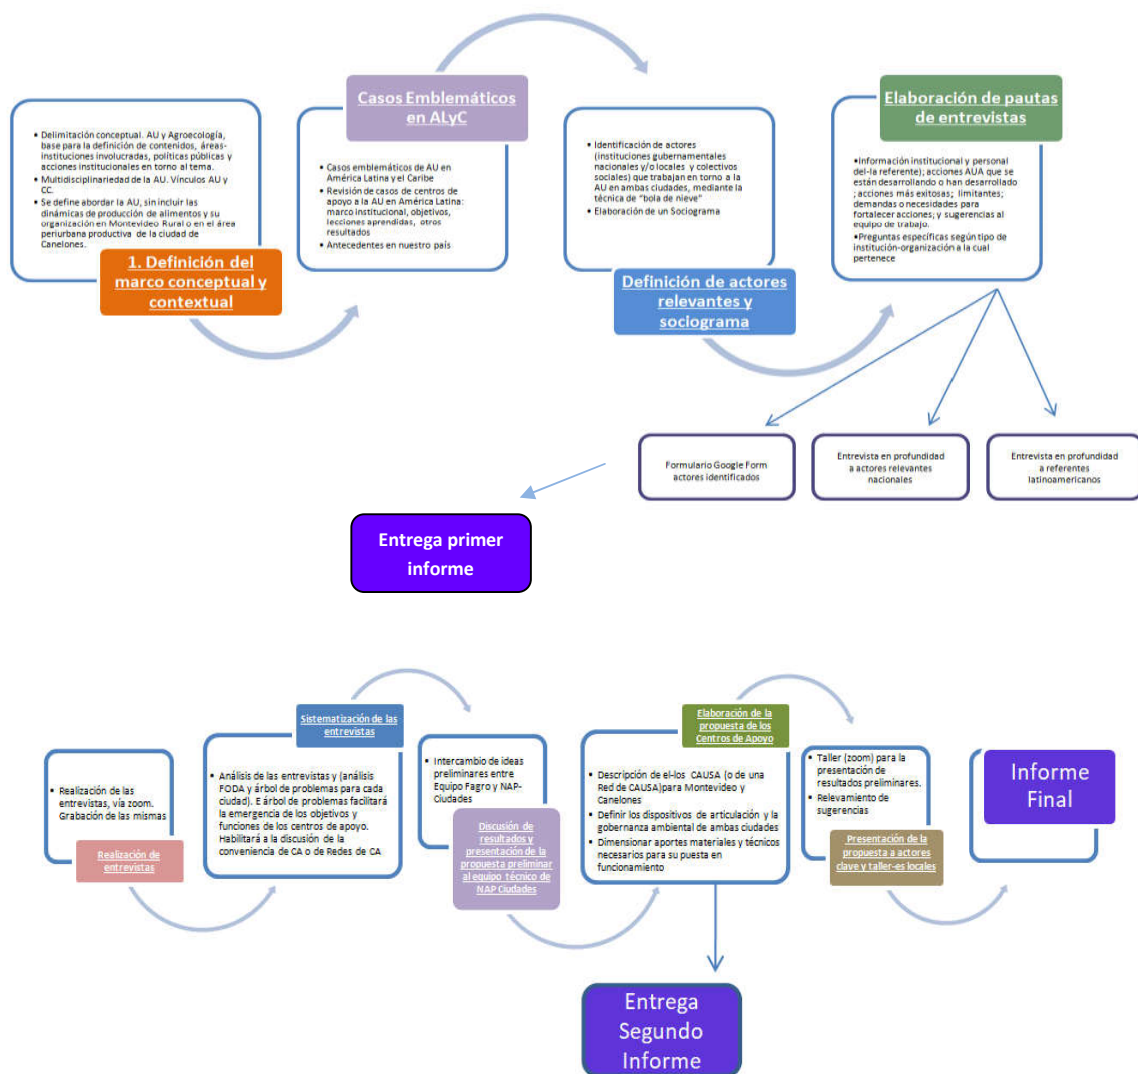 Casos Emblemáticos
en ALyC
Elaboración de pautas
de entrevistas
• Delimitación conceptual. AU y Agroecología,
base para la definición de contenidos, áreas-
instituciones involucradas, políticas públicas y
acciones institucionales en torno al tema.
• Multidisciplinariedad de la AU. Vínculos AU y
CC.
• Se define abordar la AU, sin incluir las
dinámicas de producción de alimentos y su
organización en Montevideo Rural o en el área
periurbana productiva de la ciudad de
Canelones.
1. Definición del
marco conceptual y
contextual
• Casos emblemáticos de AU en
América Latina y el Caribe
• Revisión de casos de centros de
apoyo a la AU en América Latina:
marco institucional, objetivos,
lecciones aprendidas, otros
resultados
• Antecedentes en nuestro país
• Identificación de actores
(instituciones gubernamentales
nacionales y/o locales y colectivos
sociales) que trabajan en torno a la
AU en ambas ciudades, mediante la
técnica de "bola de nieve"
• Elaboración de un Sociograma
Definición de actores
relevantes y
sociograma
•Información institucional y personal
del-la referente); acciones AUA que se
están desarrollando o han desarrollado
; acciones más exitosas; limitantes;
demandas o necesidades para
fortalecer acciones; y sugerencias al
equipo de trabajo.
•Preguntas específicas según tipo de
institución-organización a la cual
pertenece
Formulario Google Form
actores identificados
Entrevista en profundidad
a actores relevantes
nacionales
Entrevista en profundidad
a referentes
latinoamericanos
Entrega primer
informe
Sistematización de las
entrevistas
Elaboración de la
propuesta de los
Centros de Apoyo
▪ Realización de las
entrevistas, vía zoom.
Grabación de las mismas
Realización de
entrevistas
▪ Análisis de las entrevistas y (análisis
FODA y árbol de problemas para cada
ciudad). E árbol de problemas facilitará
la emergencia de los objetivos y
funciones de los centros de apoyo.
Habilitará a la discusión de la
conveniencia de CA o de Redes de CA
▪ Intercambio de ideas
preliminares entre
Equipo Fagro y NAP-
Ciudades
Discusión de
resultados y
presentación de la
propuesta preliminar
al equipo técnico de
NAP Ciudades
▪ Descripción de el-los CAUSA (o de una
Red de CAUSA)para Montevideo y
Canelones
▪ Definir los dispositivos de articulación y la
gobernanza ambiental de ambas ciudades
▪ Dimensionar aportes materiales y técnicos
necesarios para su puesta en
funcionamiento
▪ Taller (zoom) para la
presentación de
resultados preliminares.
▪ Relevamiento de
sugerencias
Presentación de la
propuesta a actores
clave y taller-es locales
Informe
Final
Entrega
Segundo
Informe